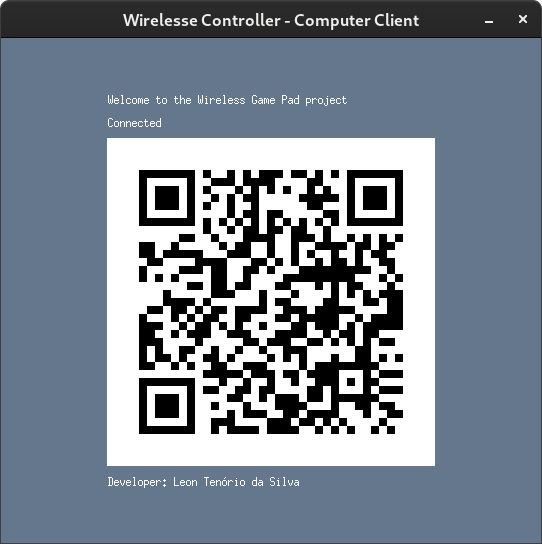 Wirelesse Controller - Computer Client
Welcome to the Wireless Game Pad project
Connected
Developer: Leon Tenório da Silva